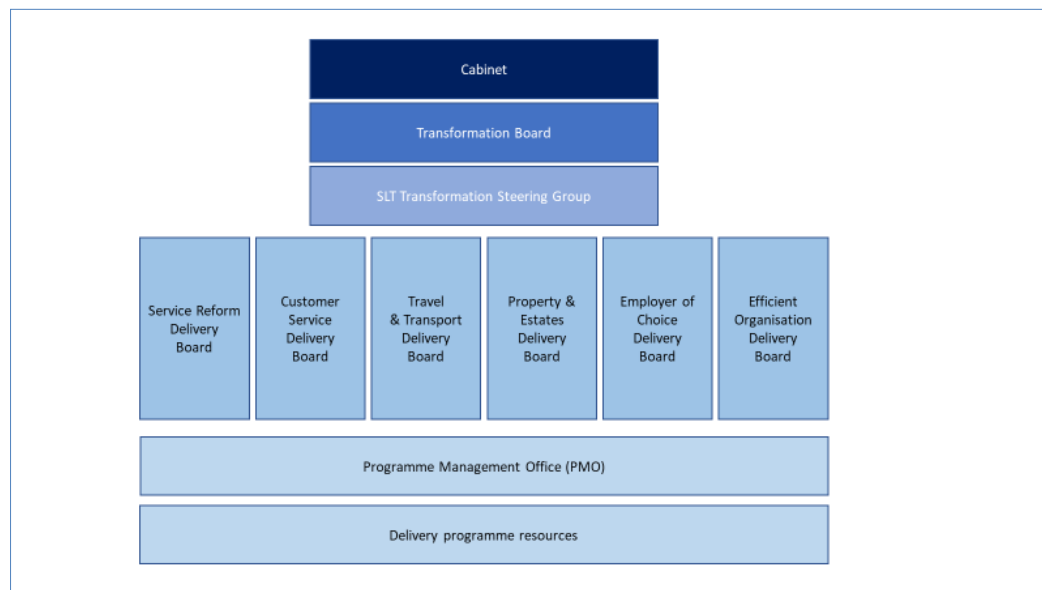 Cabinet
Transformation Board
SLT Transformation Steering Group
Service Reform
Delivery
Board
Customer
Service
Delivery
Board
Travel
& Transport
Delivery
Board
Property &
Estates
Delivery
Board
Employer of
Choice
Delivery
Board
Efficient
Organisation
Delivery
Board
Programme Management Office (PMO)
Delivery programme resources